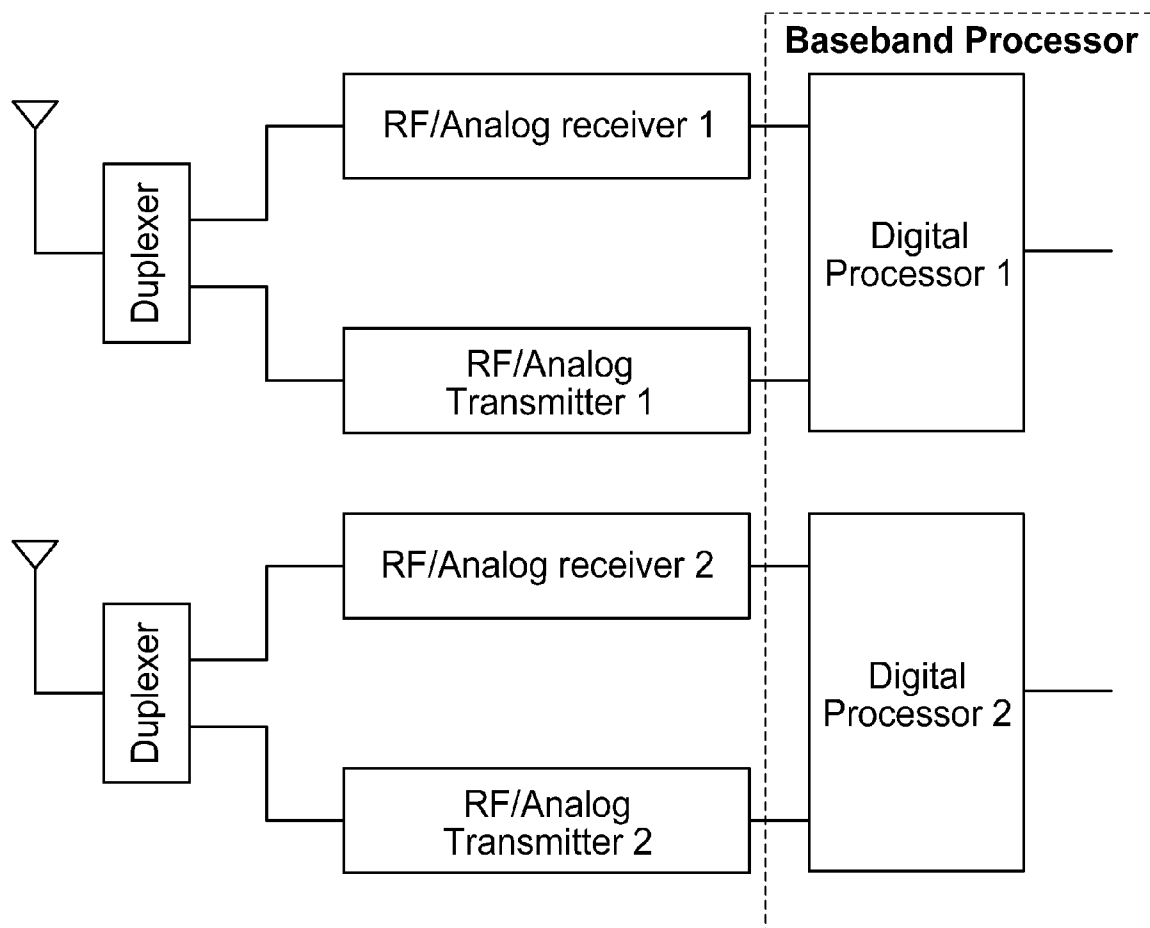 Baseband Processor
RF/Analog receiver 1
Duplexer
Digital
Processor 1
RF/Analog
Transmitter 1
RF/Analog receiver 2
Duplexer
Digital
Processor 2
RF/Analog
Transmitter 2